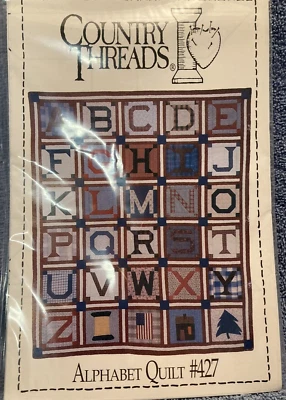 COUNTRY
THREADS®
A B C D E
F G H I J
K L M N O
P Q R S T
U V W X Y
Z
ALPHABET QUILT #427